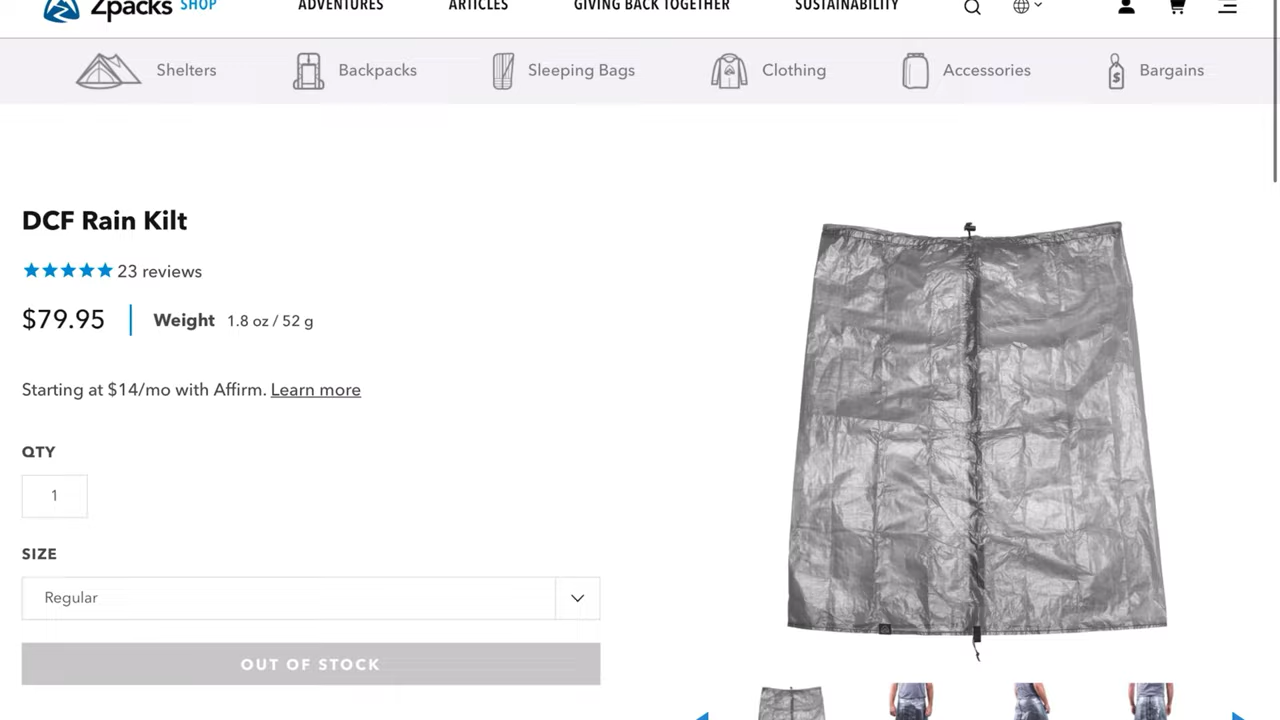 Zpacks SHOP
ADVENTURES
ARTICLES
GIVING BACK TOGETHER
SUSTAINABILITY
Shelters
Backpacks
Sleeping Bags
Clothing
Accessories
$
Bargains
DCF Rain Kilt
23 reviews
$79.95
Weight 1.8 oz / 52 g
Starting at $14/mo with Affirm. Learn more
QTY
1
SIZE
Regular
OUT OF STOCK